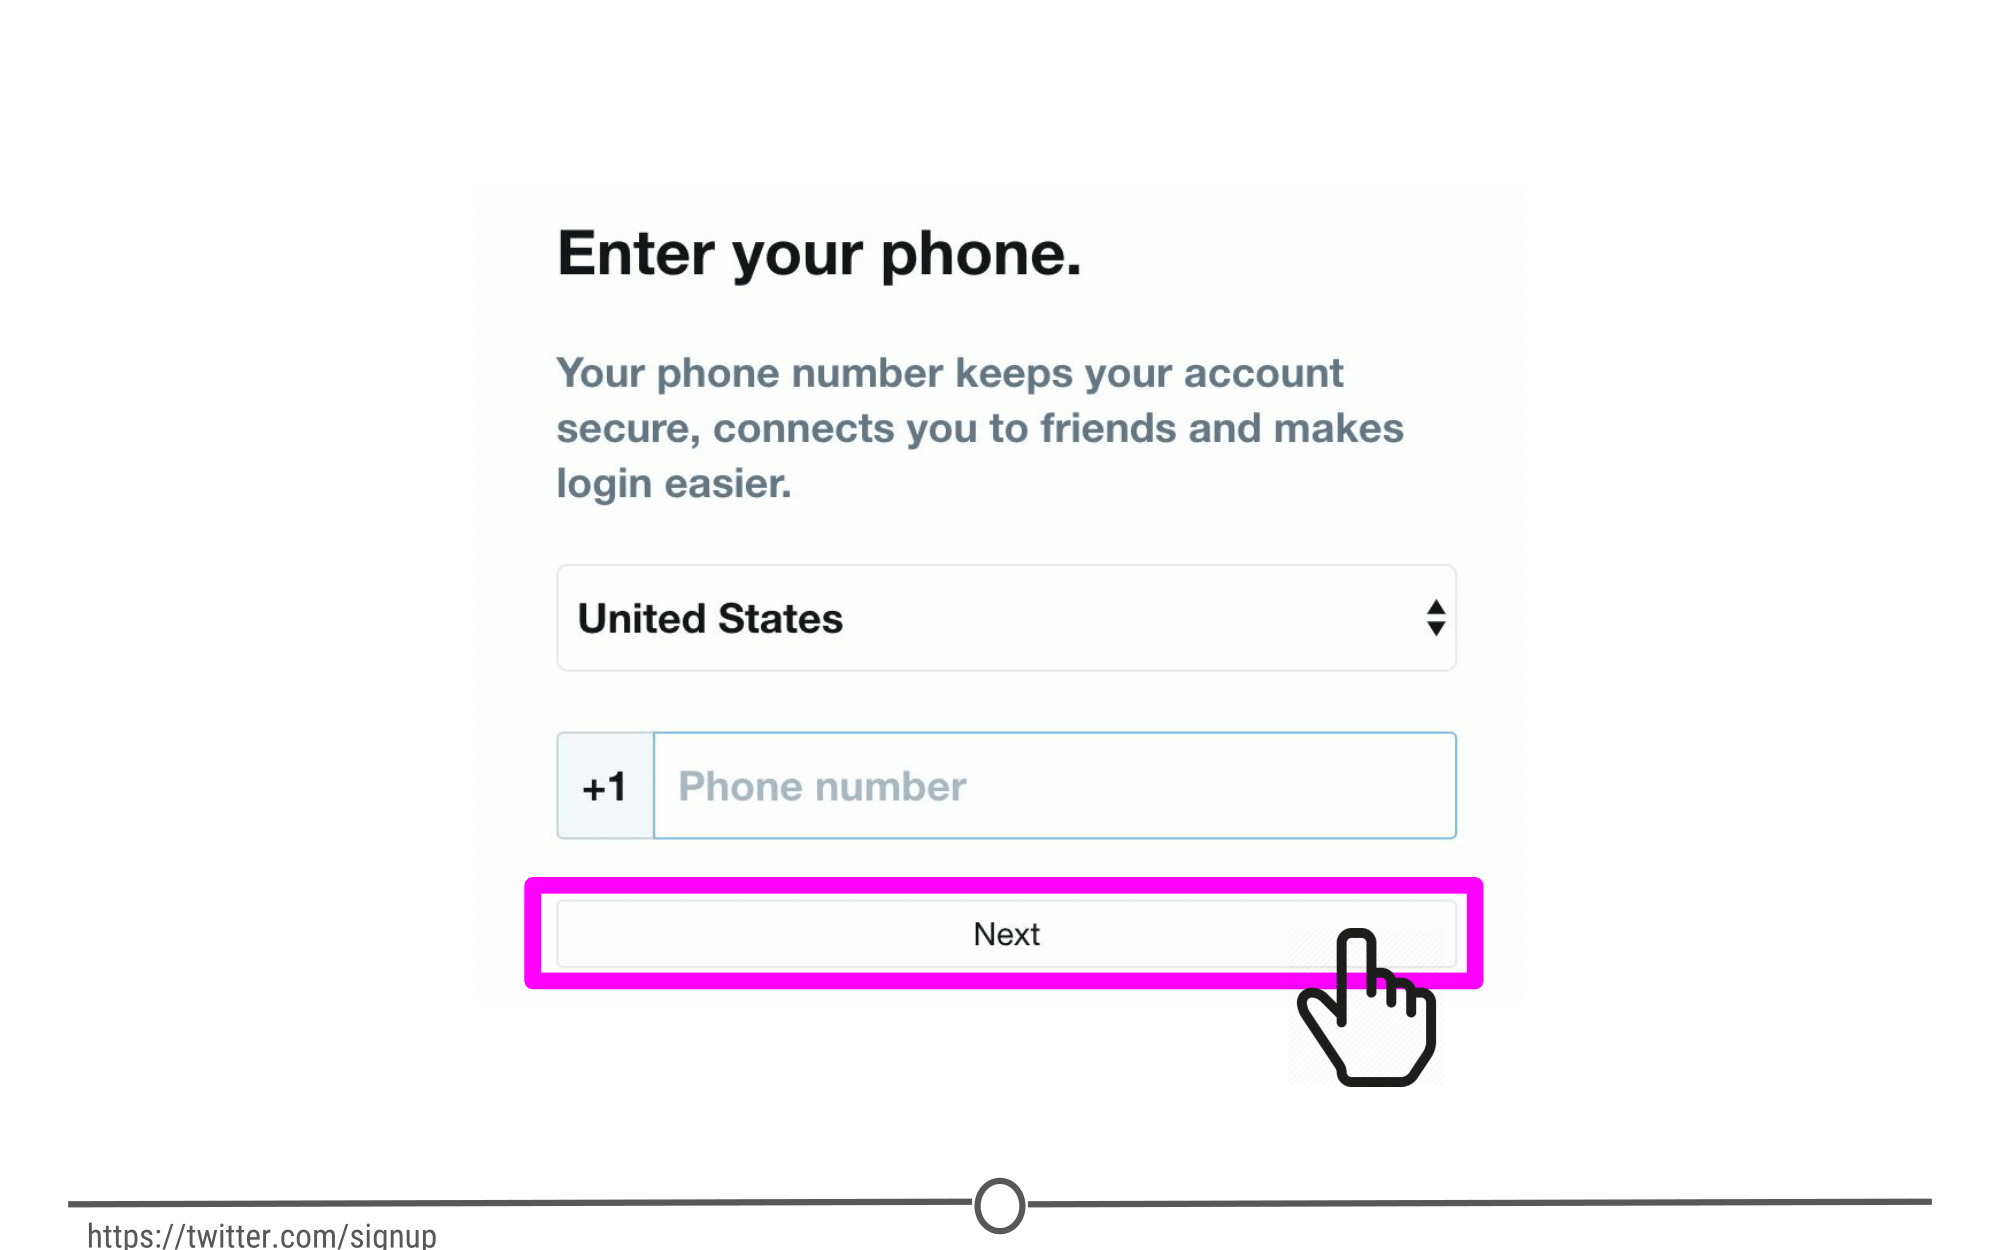 Enter your phone.
Your phone number keeps your account
secure, connects you to friends and makes
login easier.
United States
+1 Phone number
Next
https://twitter.com/signup